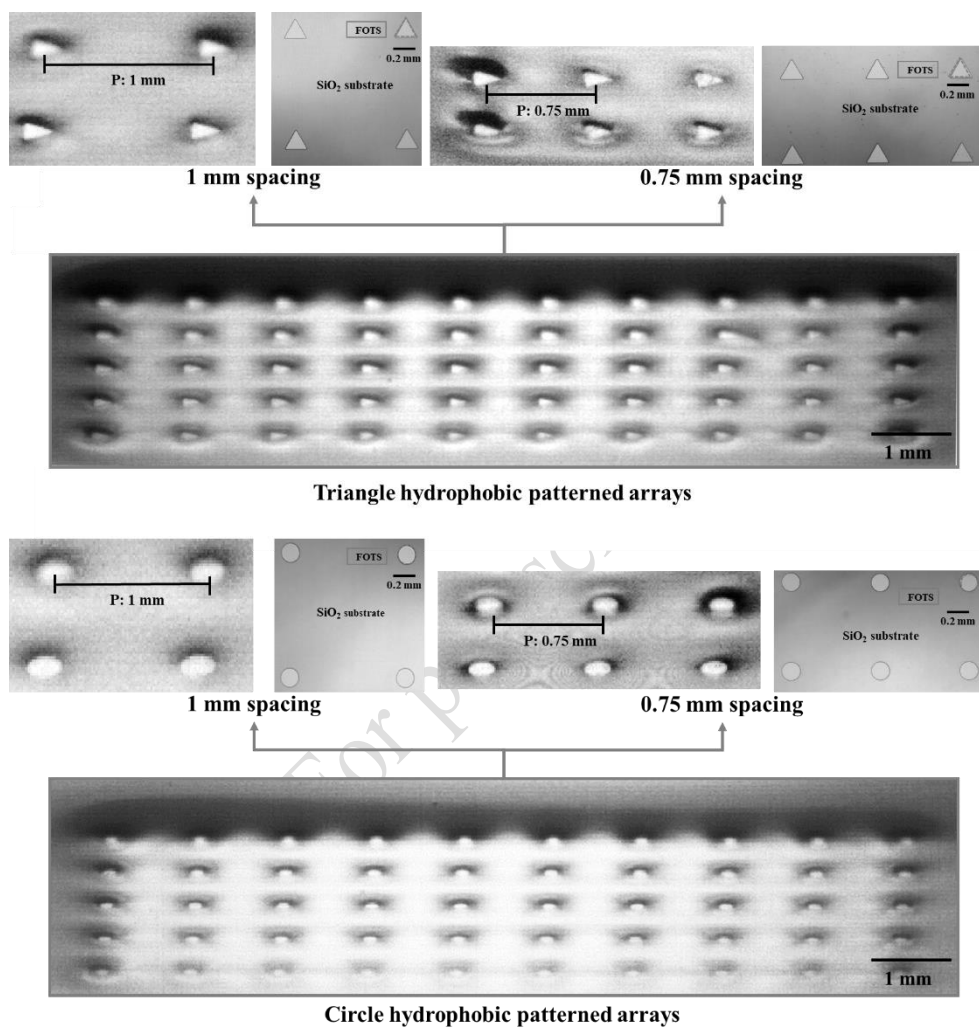 FOTS
0.2 mm
P: 1 mm
SiO₂ substrate
FOTS
0.2 mm
P: 0.75 mm
SiO₂ substrate
1 mm spacing
0.75 mm spacing
1 mm
Triangle hydrophobic patterned arrays
FOTS
0.2 mm
P: 1 mm
SiO₂ substrate
FOTS
0.2 mm
P: 0.75 mm
SiO₂ substrate
1 mm spacing
0.75 mm spacing
For p
1 mm
Circle hydrophobic patterned arrays